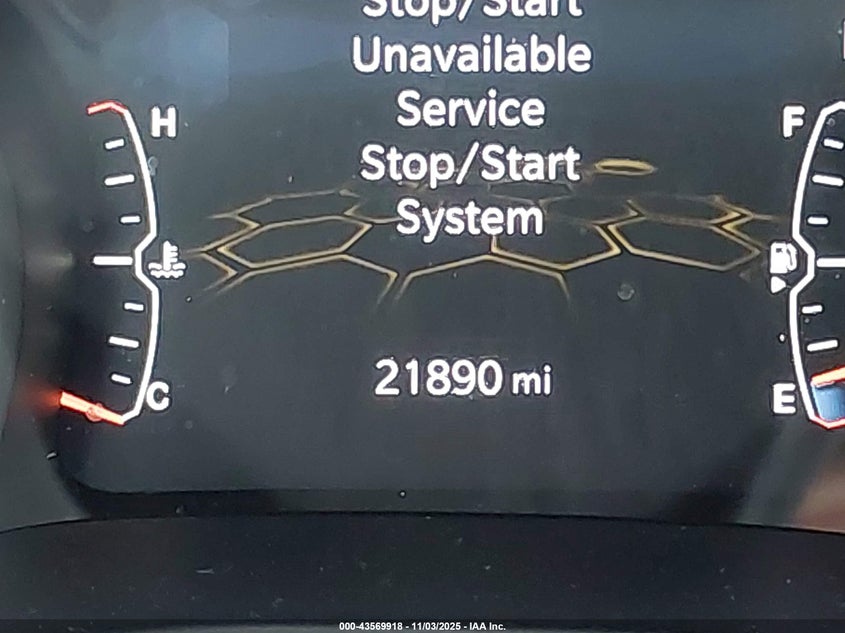 Stop/Start
Unavailable
Service
Stop/Start
System
H
F
21890 mi
C
E
000-43569918 - 11/03/2025 - IAA Inc.